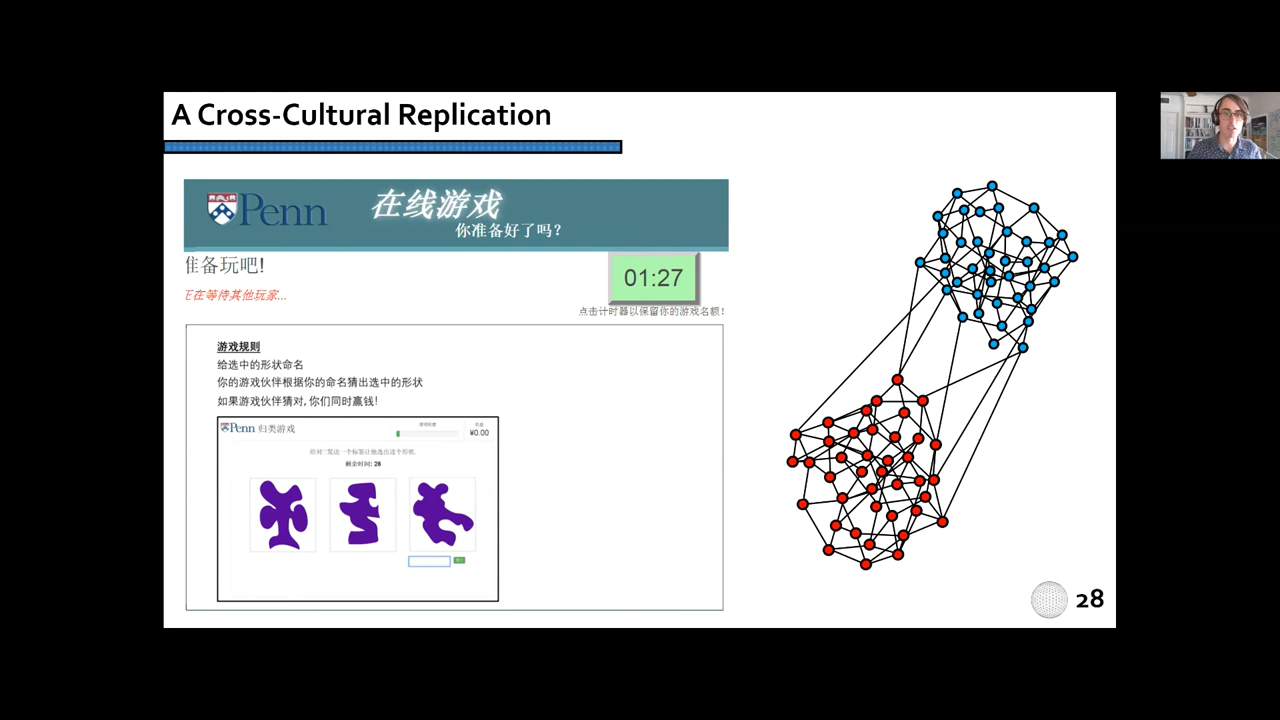 A Cross-Cultural Replication
Penn
在线游戏
你准备好了吗?
准备玩吧!
正在等待其他玩家...
01:27
点击计时器以保留你的游戏名额!
游戏规则
给选中的形状命名
你的游戏伙伴根据你的命名猜出选中的形状
如果游戏伙伴猜对, 你们同时赢钱!
Penn 归类游戏
¥0.00
剩余时间: 26
28